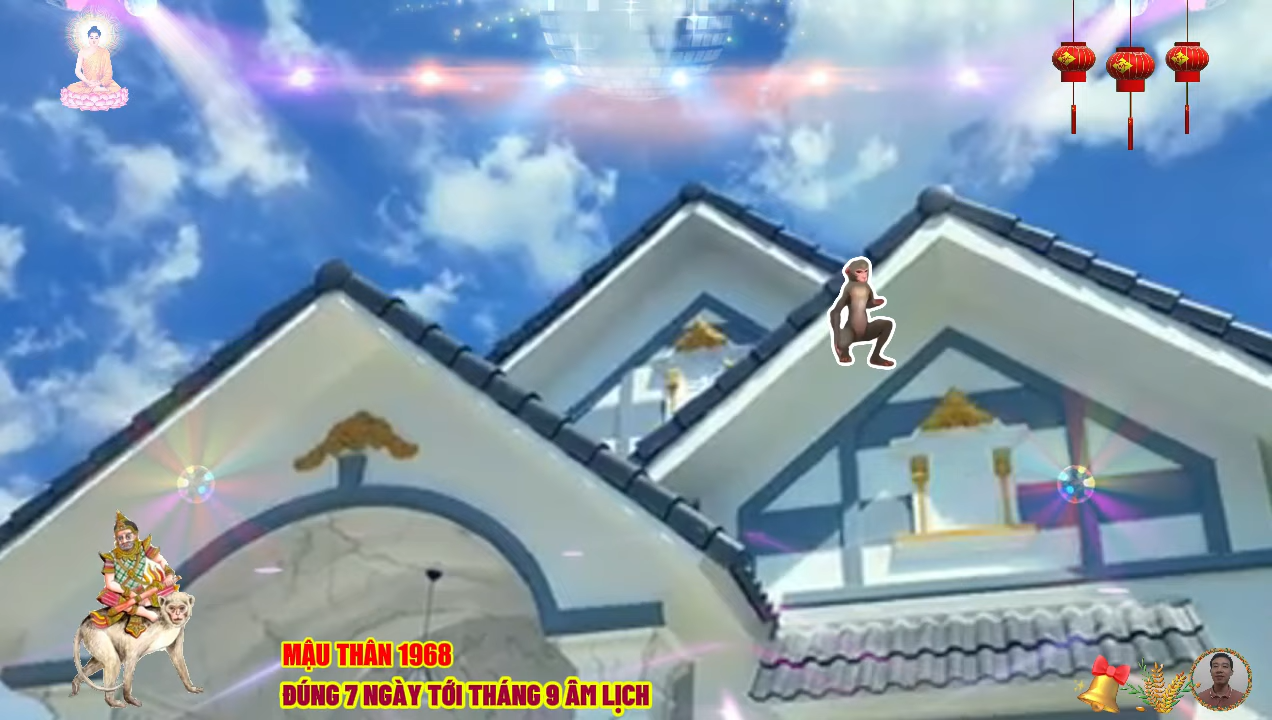 MẬU THÂN 1968
ĐÚNG 7 NGÀY TỚI THÁNG 9 ÂM LỊCH